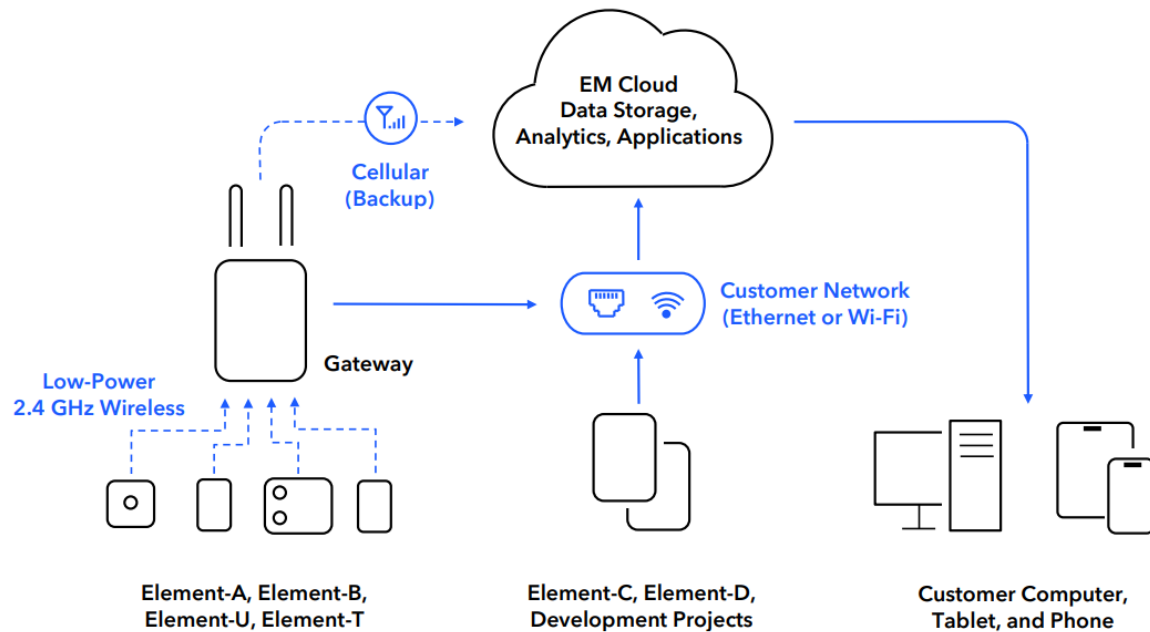 EM Cloud
Data Storage,
Analytics, Applications
Cellular
(Backup)
Customer Network
(Ethernet or Wi-Fi)
Gateway
Low-Power
2.4 GHz Wireless
Element-A, Element-B,
Element-U, Element-T
Element-C, Element-D,
Development Projects
Customer Computer,
Tablet, and Phone